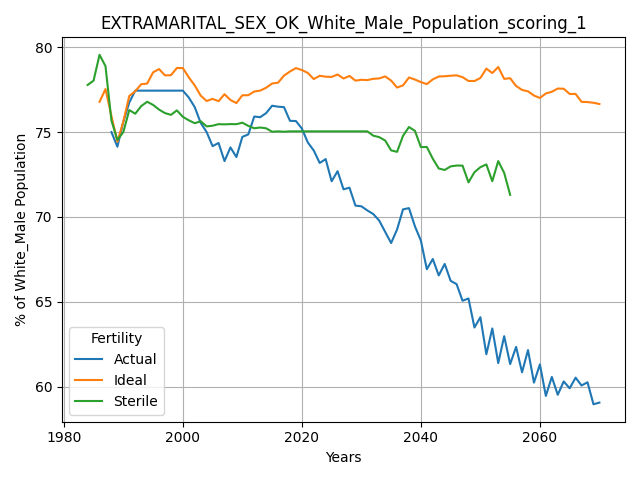 EXTRAMARITAL_SEX_OK_White_Male_Population_scoring_1
% of White_Male Population
80
75
70
65
60
Fertility
Actual
Ideal
Sterile
1980 2000 2020 2040 2060
Years